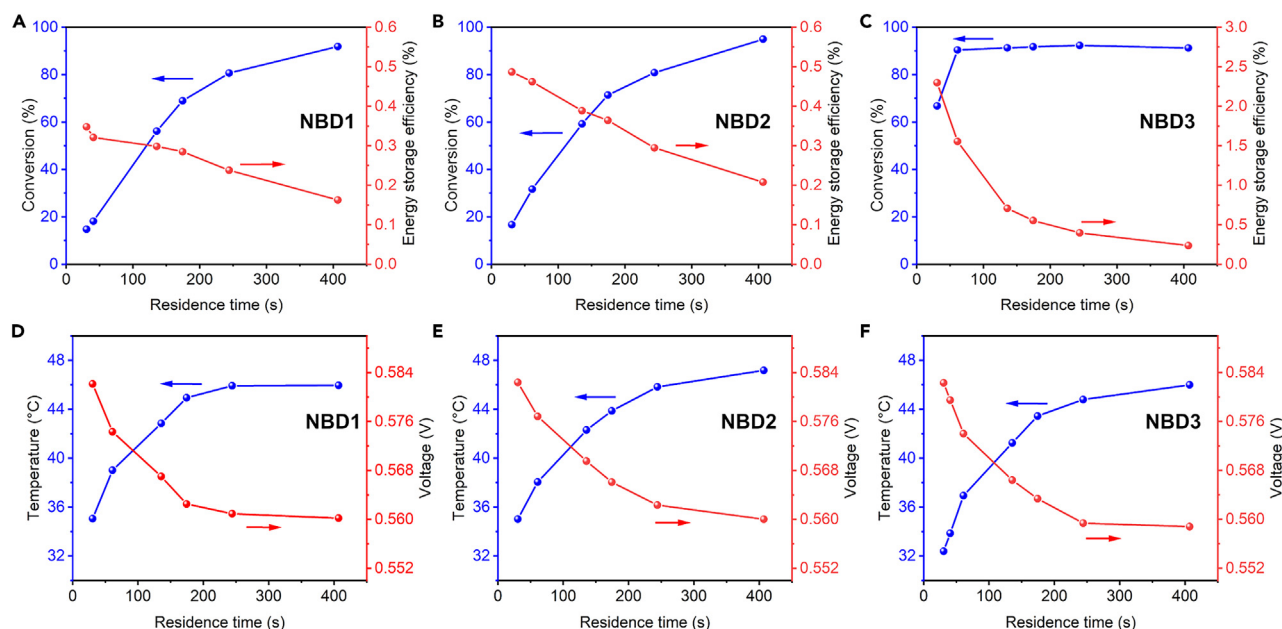 A
Conversion (%)
100
80
60
40
20
0
NBD1
0.6
0.5
0.4
0.3
0.2
0.1
0.0
Energy storage efficiency (%)
0 100 200 300 400
Residence time (s)
B
Conversion (%)
100
80
60
40
20
0
NBD2
0.6
0.5
0.4
0.3
0.2
0.1
0.0
Energy storage efficiency (%)
0 100 200 300 400
Residence time (s)
C
Conversion (%)
100
80
60
40
20
0
NBD3
3.0
2.5
2.0
1.5
1.0
0.5
0.0
Energy storage efficiency (%)
0 100 200 300 400
Residence time (s)
D
Temperature (°C)
48
44
40
36
32
NBD1
0.584
0.576
0.568
0.560
0.552
Voltage (V)
0 100 200 300 400
Residence time (s)
E
Temperature (°C)
48
44
40
36
32
NBD2
0.584
0.576
0.568
0.560
0.552
Voltage (V)
0 100 200 300 400
Residence time (s)
F
Temperature (°C)
48
44
40
36
32
NBD3
0.584
0.576
0.568
0.560
0.552
Voltage (V)
0 100 200 300 400
Residence time (s)